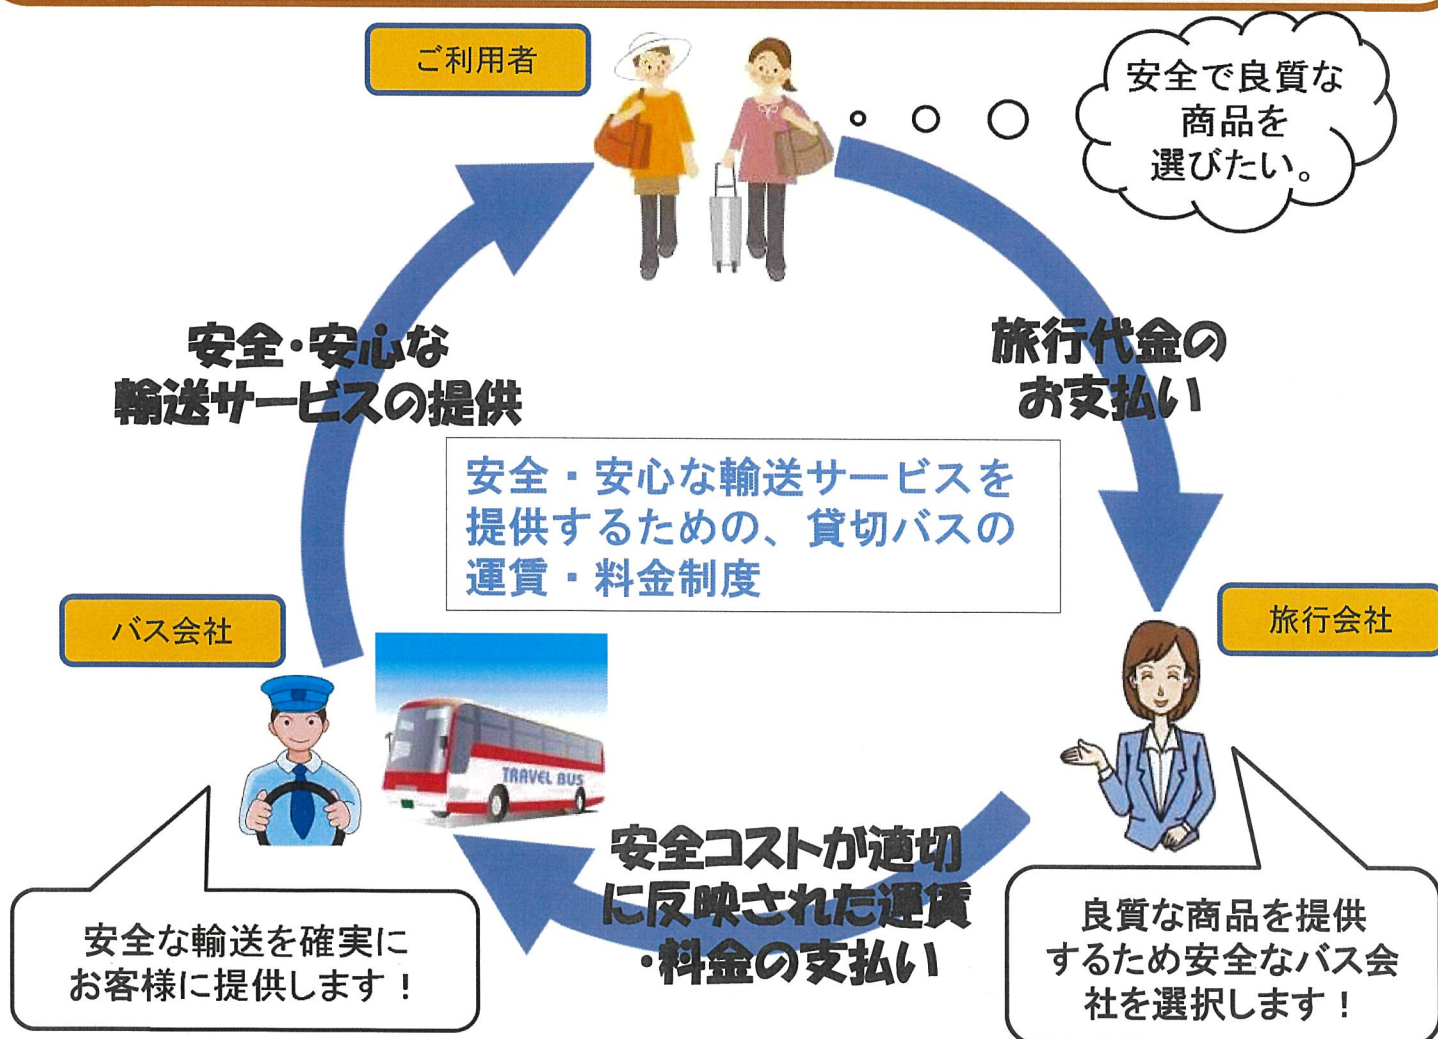 ご利用者
安全で良質な
商品を
選びたい。
安全・安心な
輸送サービスの提供
旅行代金の
お支払い
安全・安心な輸送サービスを
提供するための、貸切バスの
運賃・料金制度
バス会社
旅行会社
TRAVEL BUS
安全コストが適切
に反映された運賃
・料金の支払い
安全な輸送を確実に
お客様に提供します！
良質な商品を提供
するため安全なバス会
社を選択します！